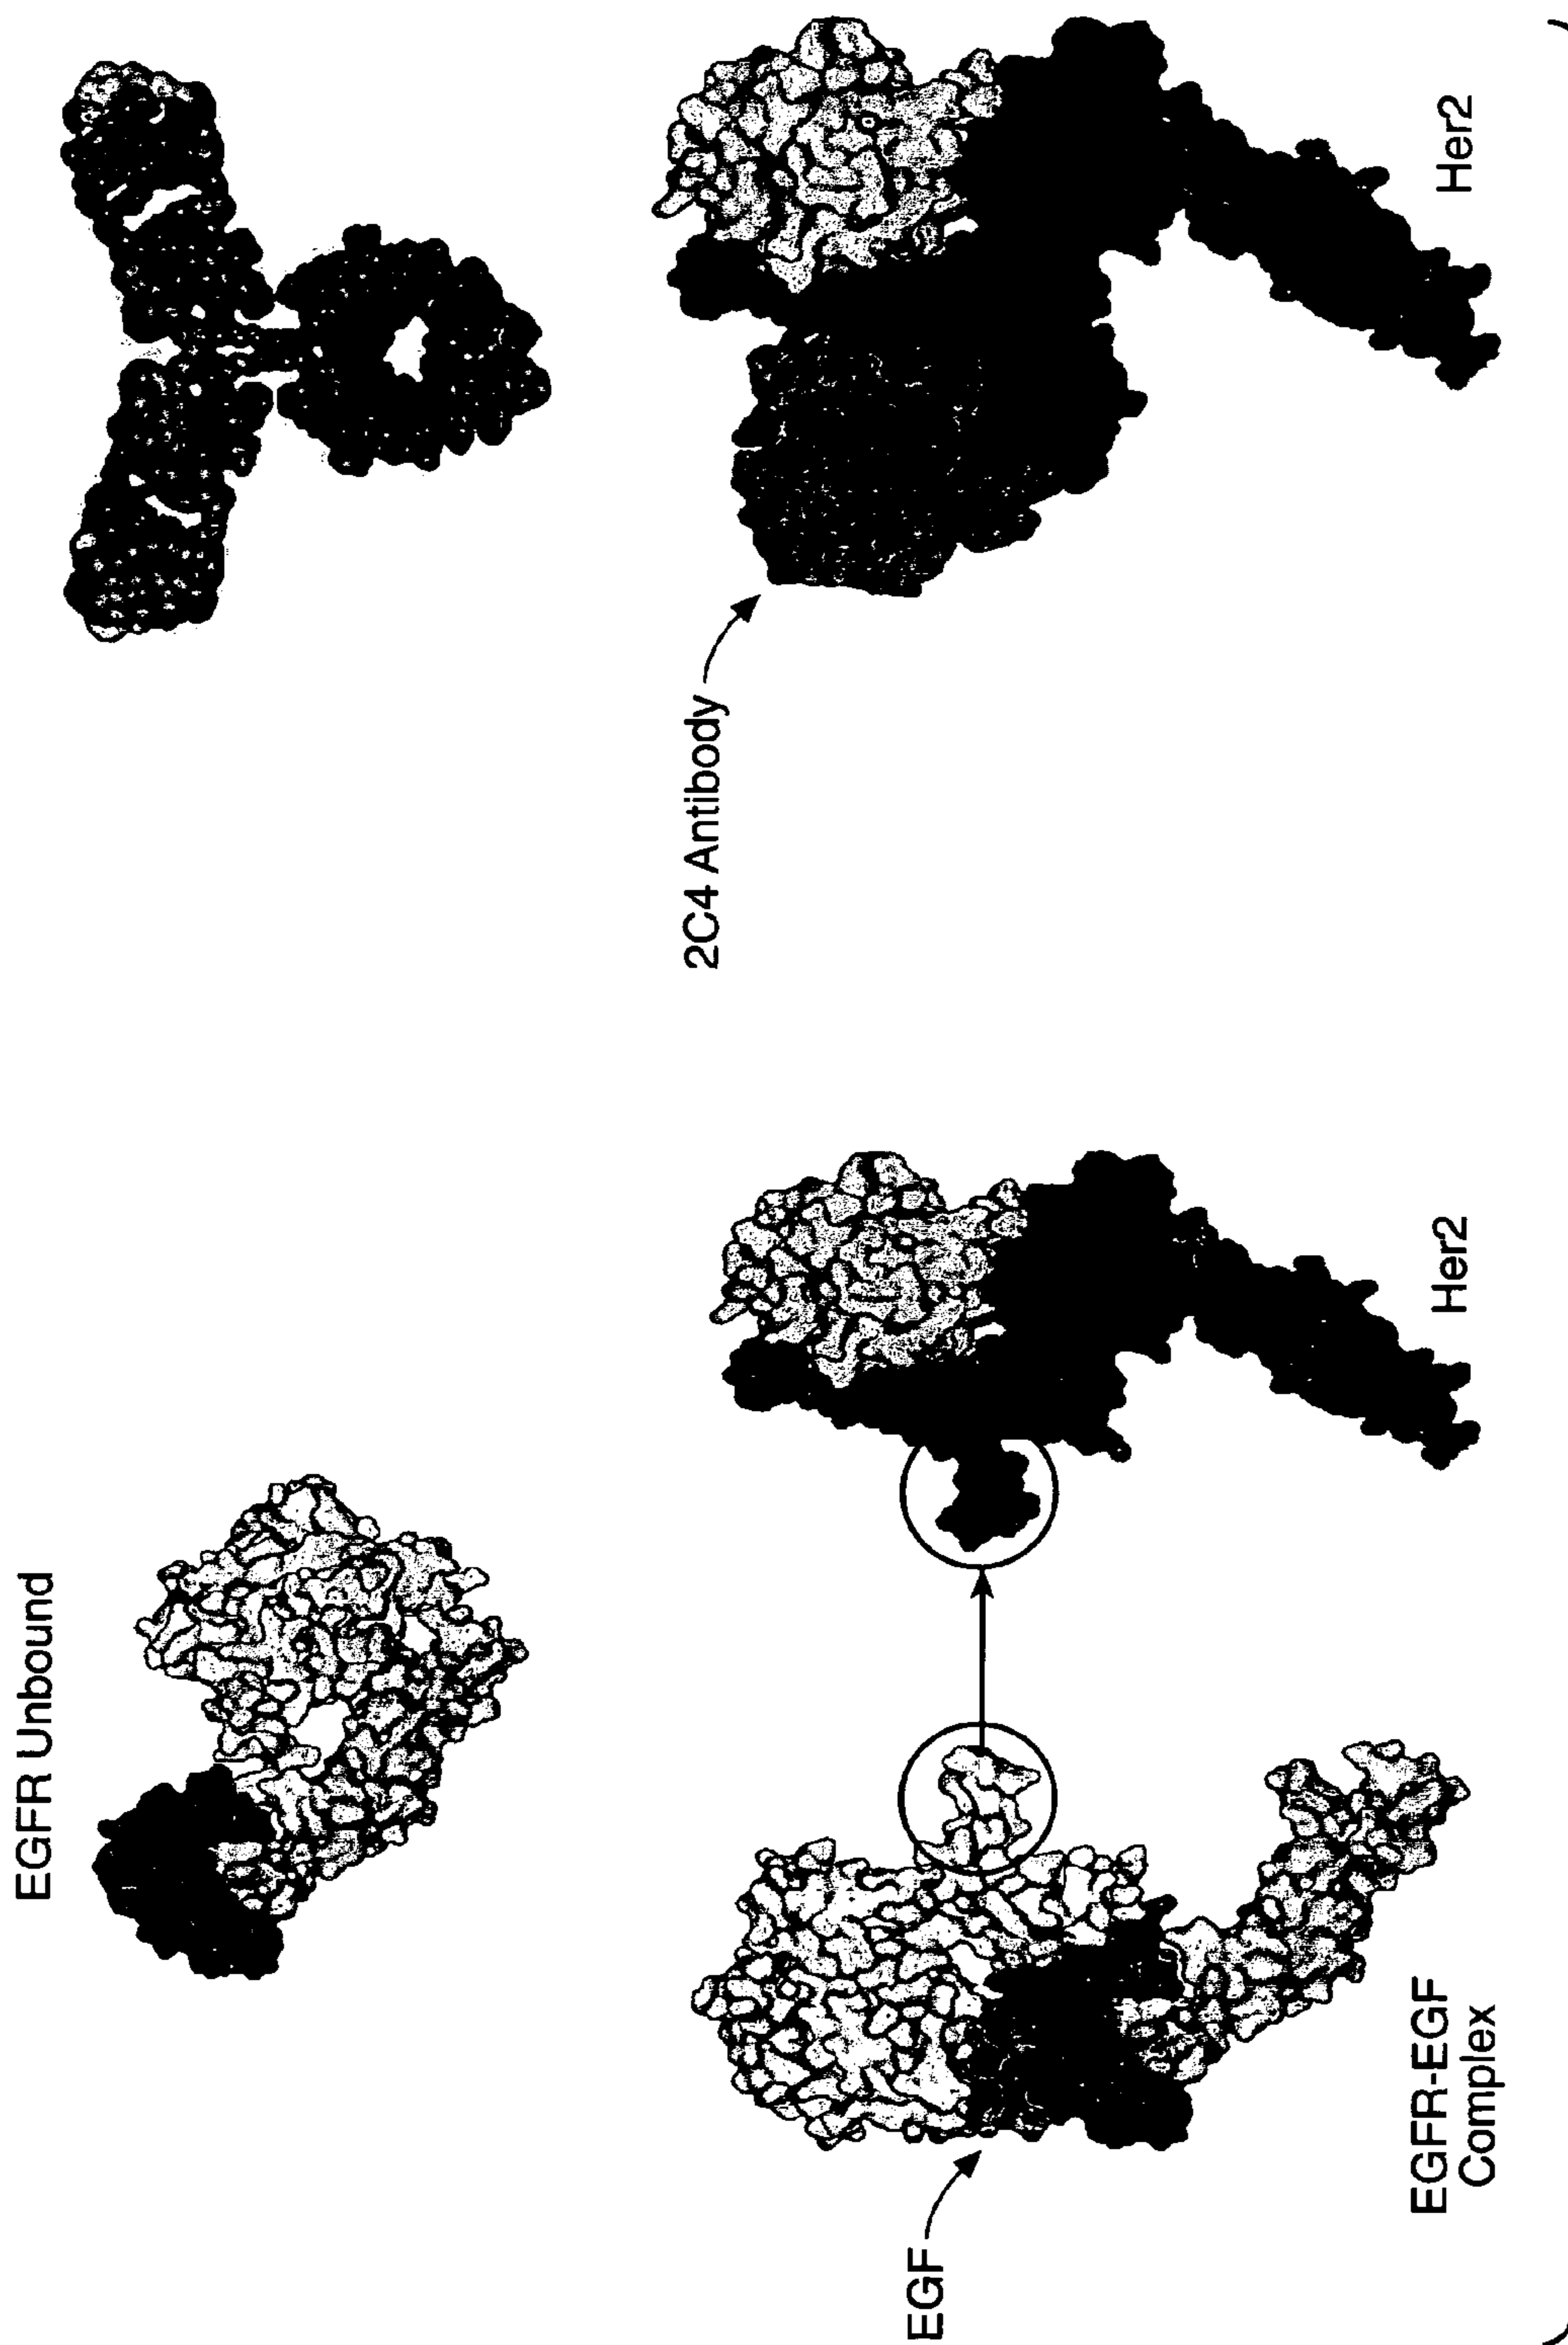 EGFR Unbound
EGF
EGFR-EGF
Complex
Her2
2C4 Antibody
Her2